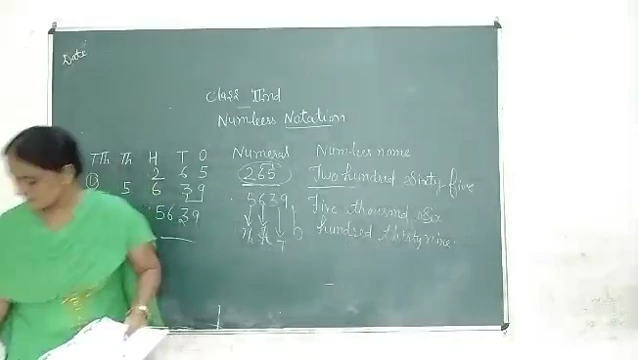 Date
Class IInd
Numbers Notation
TTh Th H T O Numeral Number name
2 6 5 265 Two hundred Sixty five
5 6 3 9 5639 Five thousand Six
5639 Th H T O hundred thirty nine